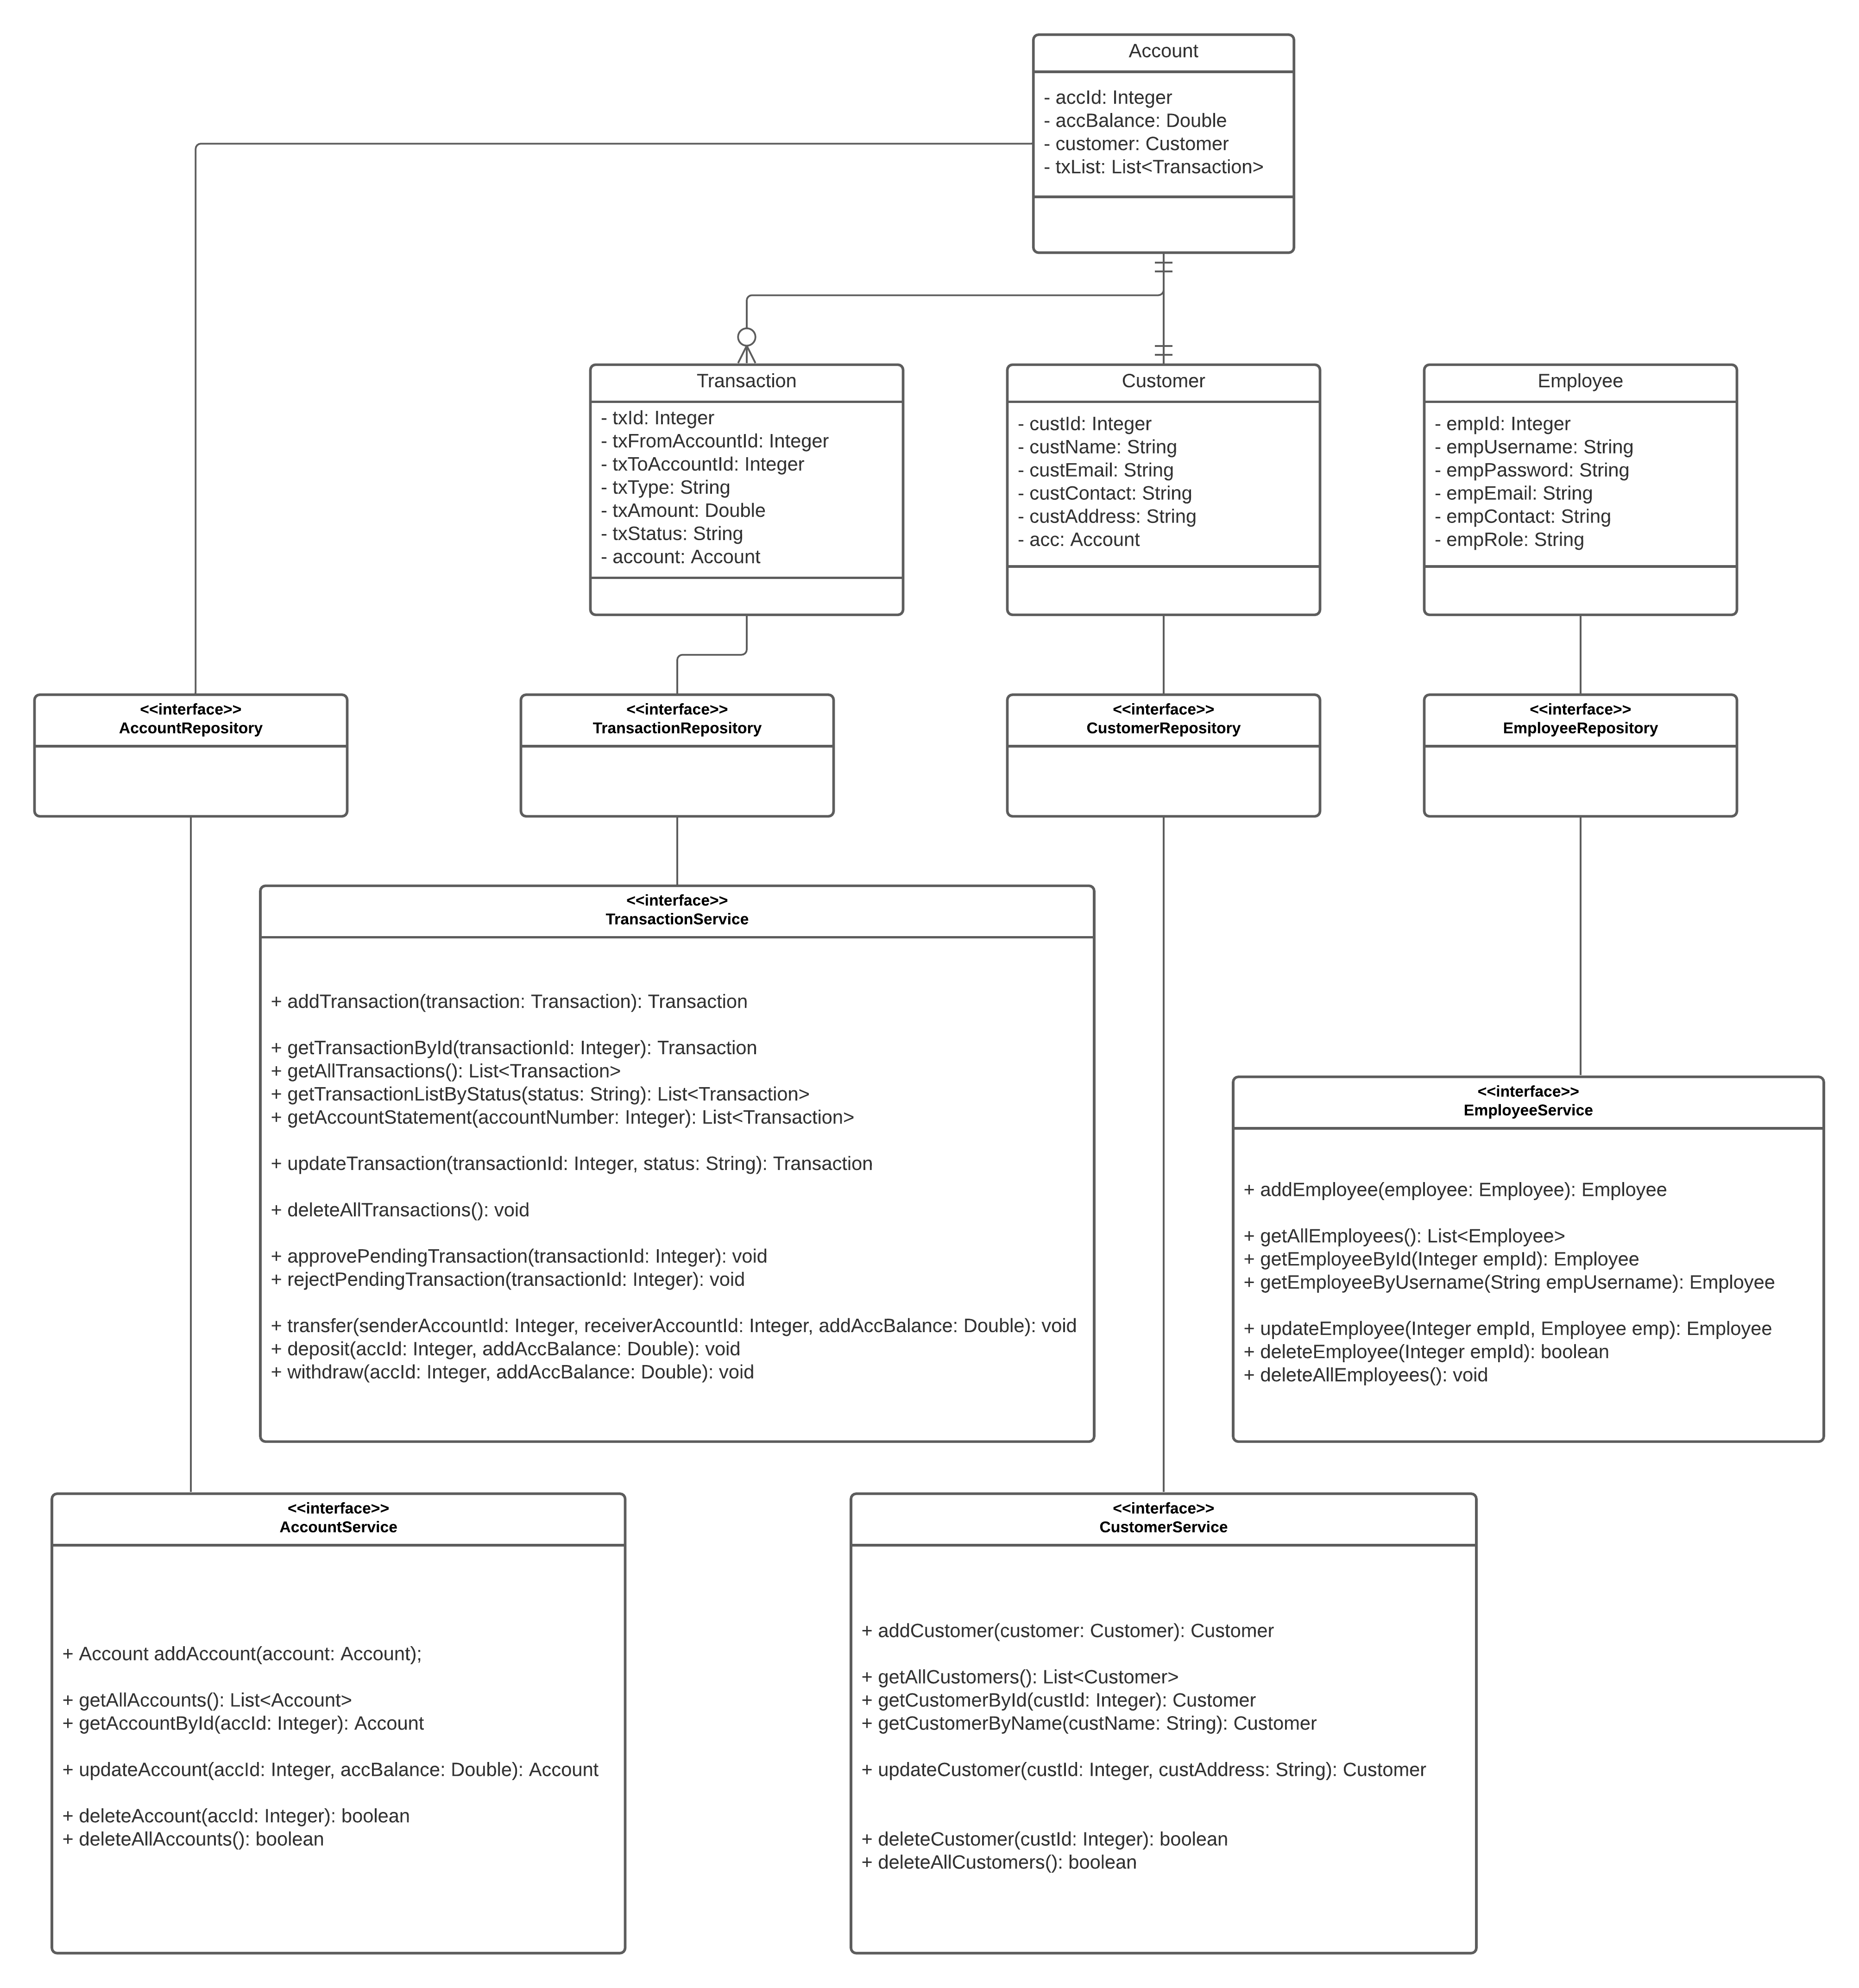 Account
- accId: Integer
- accBalance: Double
- customer: Customer
- txList: List<Transaction>
Transaction
- txId: Integer
- txFromAccountId: Integer
- txToAccountId: Integer
- txType: String
- txAmount: Double
- txStatus: String
- account: Account
Customer
- custId: Integer
- custName: String
- custEmail: String
- custContact: String
- custAddress: String
- acc: Account
Employee
- empId: Integer
- empUsername: String
- empPassword: String
- empEmail: String
- empContact: String
- empRole: String
<<interface>>
AccountRepository
<<interface>>
TransactionRepository
<<interface>>
CustomerRepository
<<interface>>
EmployeeRepository
<<interface>>
TransactionService
+ addTransaction(transaction: Transaction): Transaction
+ getTransactionById(transactionId: Integer): Transaction
+ getAllTransactions(): List<Transaction>
+ getTransactionListByStatus(status: String): List<Transaction>
+ getAccountStatement(accountNumber: Integer): List<Transaction>
+ updateTransaction(transactionId: Integer, status: String): Transaction
+ deleteAllTransactions(): void
+ approvePendingTransaction(transactionId: Integer): void
+ rejectPendingTransaction(transactionId: Integer): void
+ transfer(senderAccountId: Integer, receiverAccountId: Integer, addAccBalance: Double): void
+ deposit(accId: Integer, addAccBalance: Double): void
+ withdraw(accId: Integer, addAccBalance: Double): void
<<interface>>
EmployeeService
+ addEmployee(employee: Employee): Employee
+ getAllEmployees(): List<Employee>
+ getEmployeeById(Integer empId): Employee
+ getEmployeeByUsername(String empUsername): Employee
+ updateEmployee(Integer empId, Employee emp): Employee
+ deleteEmployee(Integer empId): boolean
+ deleteAllEmployees(): void
<<interface>>
AccountService
+ Account addAccount(account: Account);
+ getAllAccounts(): List<Account>
+ getAccountById(accId: Integer): Account
+ updateAccount(accId: Integer, accBalance: Double): Account
+ deleteAccount(accId: Integer): boolean
+ deleteAllAccounts(): boolean
<<interface>>
CustomerService
+ addCustomer(customer: Customer): Customer
+ getAllCustomers(): List<Customer>
+ getCustomerById(custId: Integer): Customer
+ getCustomerByName(custName: String): Customer
+ updateCustomer(custId: Integer, custAddress: String): Customer
+ deleteCustomer(custId: Integer): boolean
+ deleteAllCustomers(): boolean